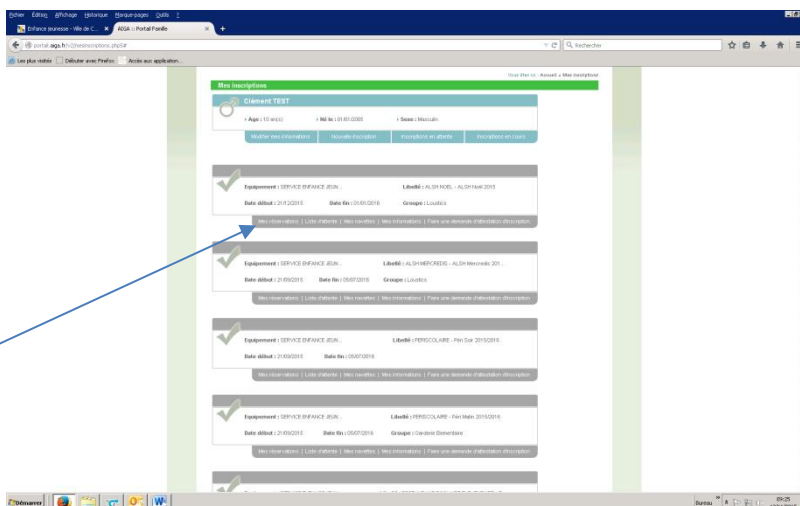 Fichier Édition Affichage Historique Marque-pages Outils ?
Enfance jeunesse - Ville de C... × AIGA :: Portail Famille × +
Rechercher
Les plus visités Débuter avec Firefox Accès aux application...
Vous êtes ici : Accueil » Mes inscriptions
Mes Inscriptions
Clément TEST
Age : 10 an(s) Né le : 01/01/2005 Sexe : Masculin
Modifier mes informations Nouvelle inscription Inscriptions en attente Inscriptions en cours
Equipement : SERVICE ENFANCE JEUN... Libellé : ALSH NOEL - ALSH Noël 2015
Date début : 21/12/2015 Date fin : 01/01/2016 Groupe : Loustics
Mes réservations | Liste d'attente | Mes navettes | Mes informations | Faire une demande d'attestation d'inscription
Equipement : SERVICE ENFANCE JEUN... Libellé : ALSH MERCREDIS - ALSH Mercredis 201...
Date début : 21/09/2015 Date fin : 05/07/2016 Groupe : Loustics
Mes réservations | Liste d'attente | Mes navettes | Mes informations | Faire une demande d'attestation d'inscription
Equipement : SERVICE ENFANCE JEUN... Libellé : PERISCOLAIRE - Péri Soir 2015/2016
Date début : 21/09/2015 Date fin : 05/07/2016
Mes réservations | Liste d'attente | Mes navettes | Mes informations | Faire une demande d'attestation d'inscription
Equipement : SERVICE ENFANCE JEUN... Libellé : PERISCOLAIRE - Péri Matin 2015/2016
Date début : 21/09/2015 Date fin : 05/07/2016 Groupe : Garderie Elementaire
Mes réservations | Liste d'attente | Mes navettes | Mes informations | Faire une demande d'attestation d'inscription
Démarrer
Bureau » 09:25